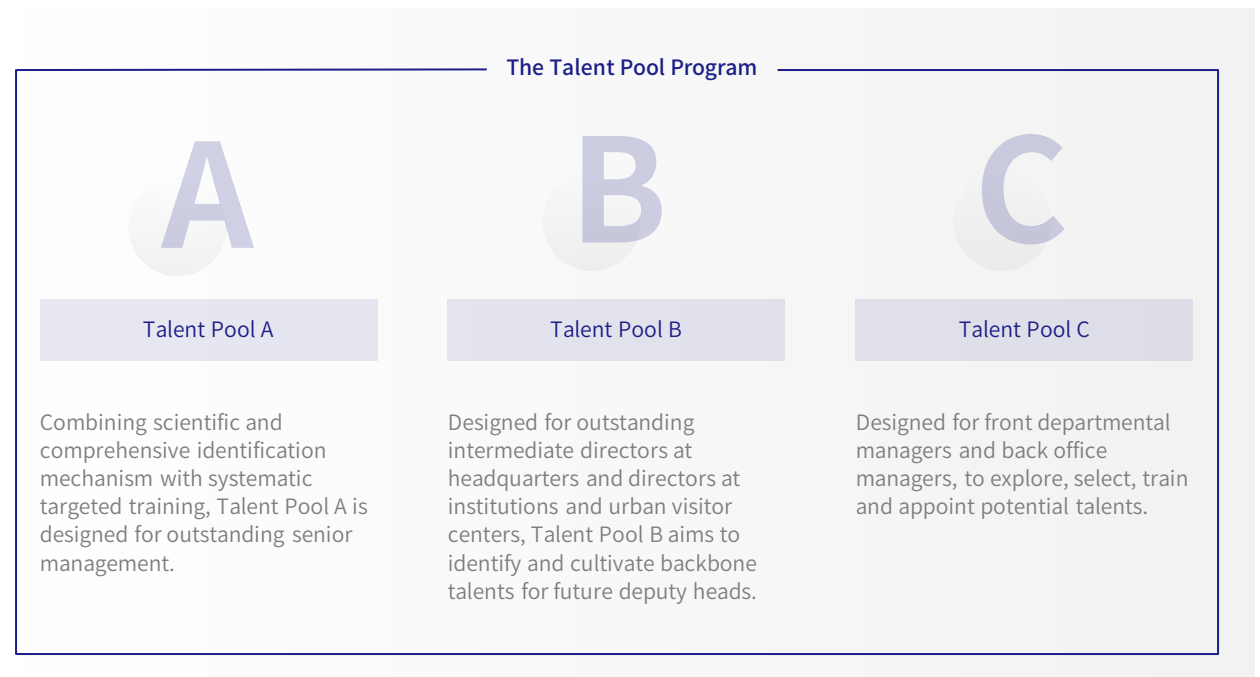 The Talent Pool Program
A
Talent Pool A
Combining scientific and
comprehensive identification
mechanism with systematic
targeted training, Talent Pool A is
designed for outstanding senior
management.
B
Talent Pool B
Designed for outstanding
intermediate directors at
headquarters and directors at
institutions and urban visitor
centers, Talent Pool B aims to
identify and cultivate backbone
talents for future deputy heads.
C
Talent Pool C
Designed for front departmental
managers and back office
managers, to explore, select, train
and appoint potential talents.